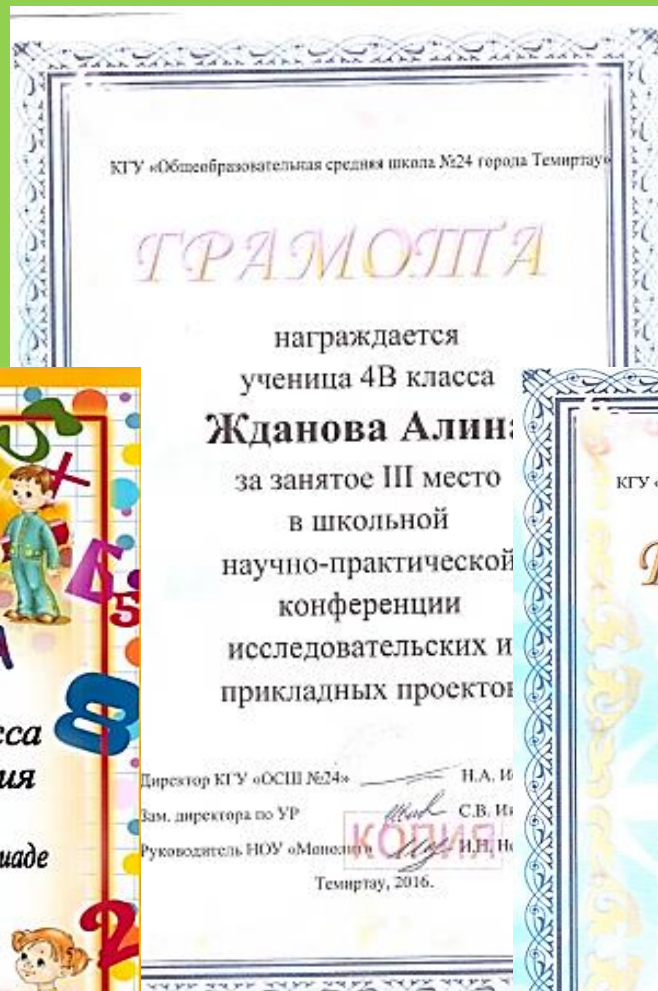 КГУ «Общеобразовательная средняя школа №24 города Темиртау»
ГРАМОТА
награждается
ученица 4В класса
Жданова Алина
за занятое III место
в школьной
научно-практической
конференции
исследовательских и
прикладных проектов
Директор КГУ «ОСШ №24» Н.А.
Зам. директора по УР С.В.
Руководитель НОУ «Монолит» И.Н.
КОПИЯ
Темиртау, 2016.
КГУ